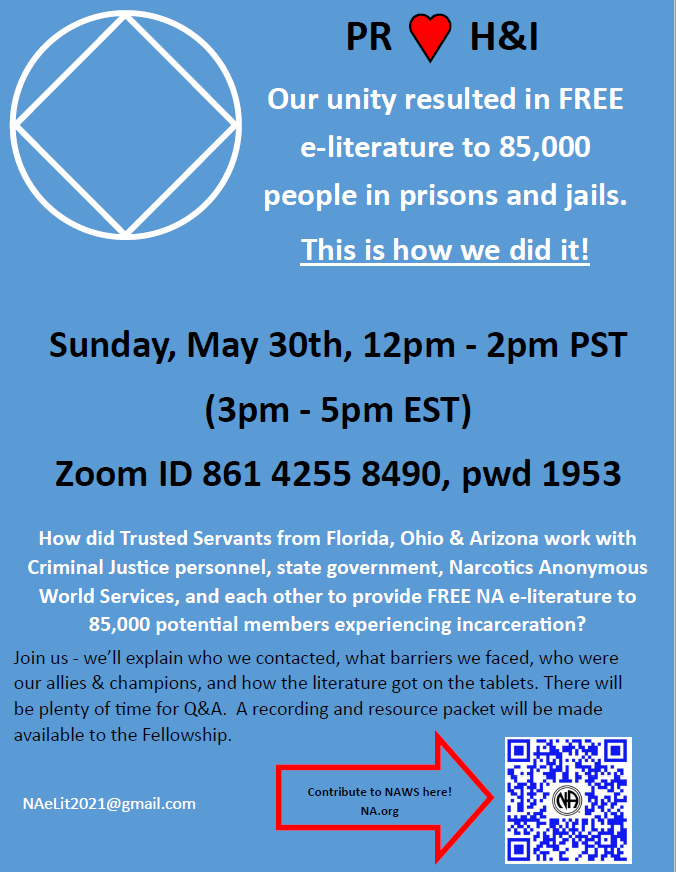 PR H&I
Our unity resulted in FREE
e-literature to 85,000
people in prisons and jails.
This is how we did it!
Sunday, May 30th, 12pm - 2pm PST
(3pm - 5pm EST)
Zoom ID 861 4255 8490, pwd 1953
How did Trusted Servants from Florida, Ohio & Arizona work with
Criminal Justice personnel, state government, Narcotics Anonymous
World Services, and each other to provide FREE NA e-literature to
85,000 potential members experiencing incarceration?
Join us - we'll explain who we contacted, what barriers we faced, who were
our allies & champions, and how the literature got on the tablets. There will
be plenty of time for Q&A.  A recording and resource packet will be made
available to the Fellowship.
NAeLit2021@gmail.com
Contribute to NAWS here!
NA.org
NA